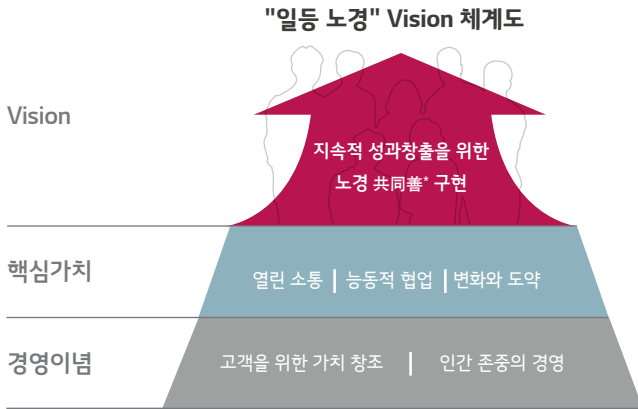 "일등 노경" Vision 체계도
Vision
지속적 성과창출을 위한
노경 共同善* 구현
핵심가치
열린 소통 | 능동적 협업 | 변화와 도약
경영이념
고객을 위한 가치 창조 | 인간 존중의 경영